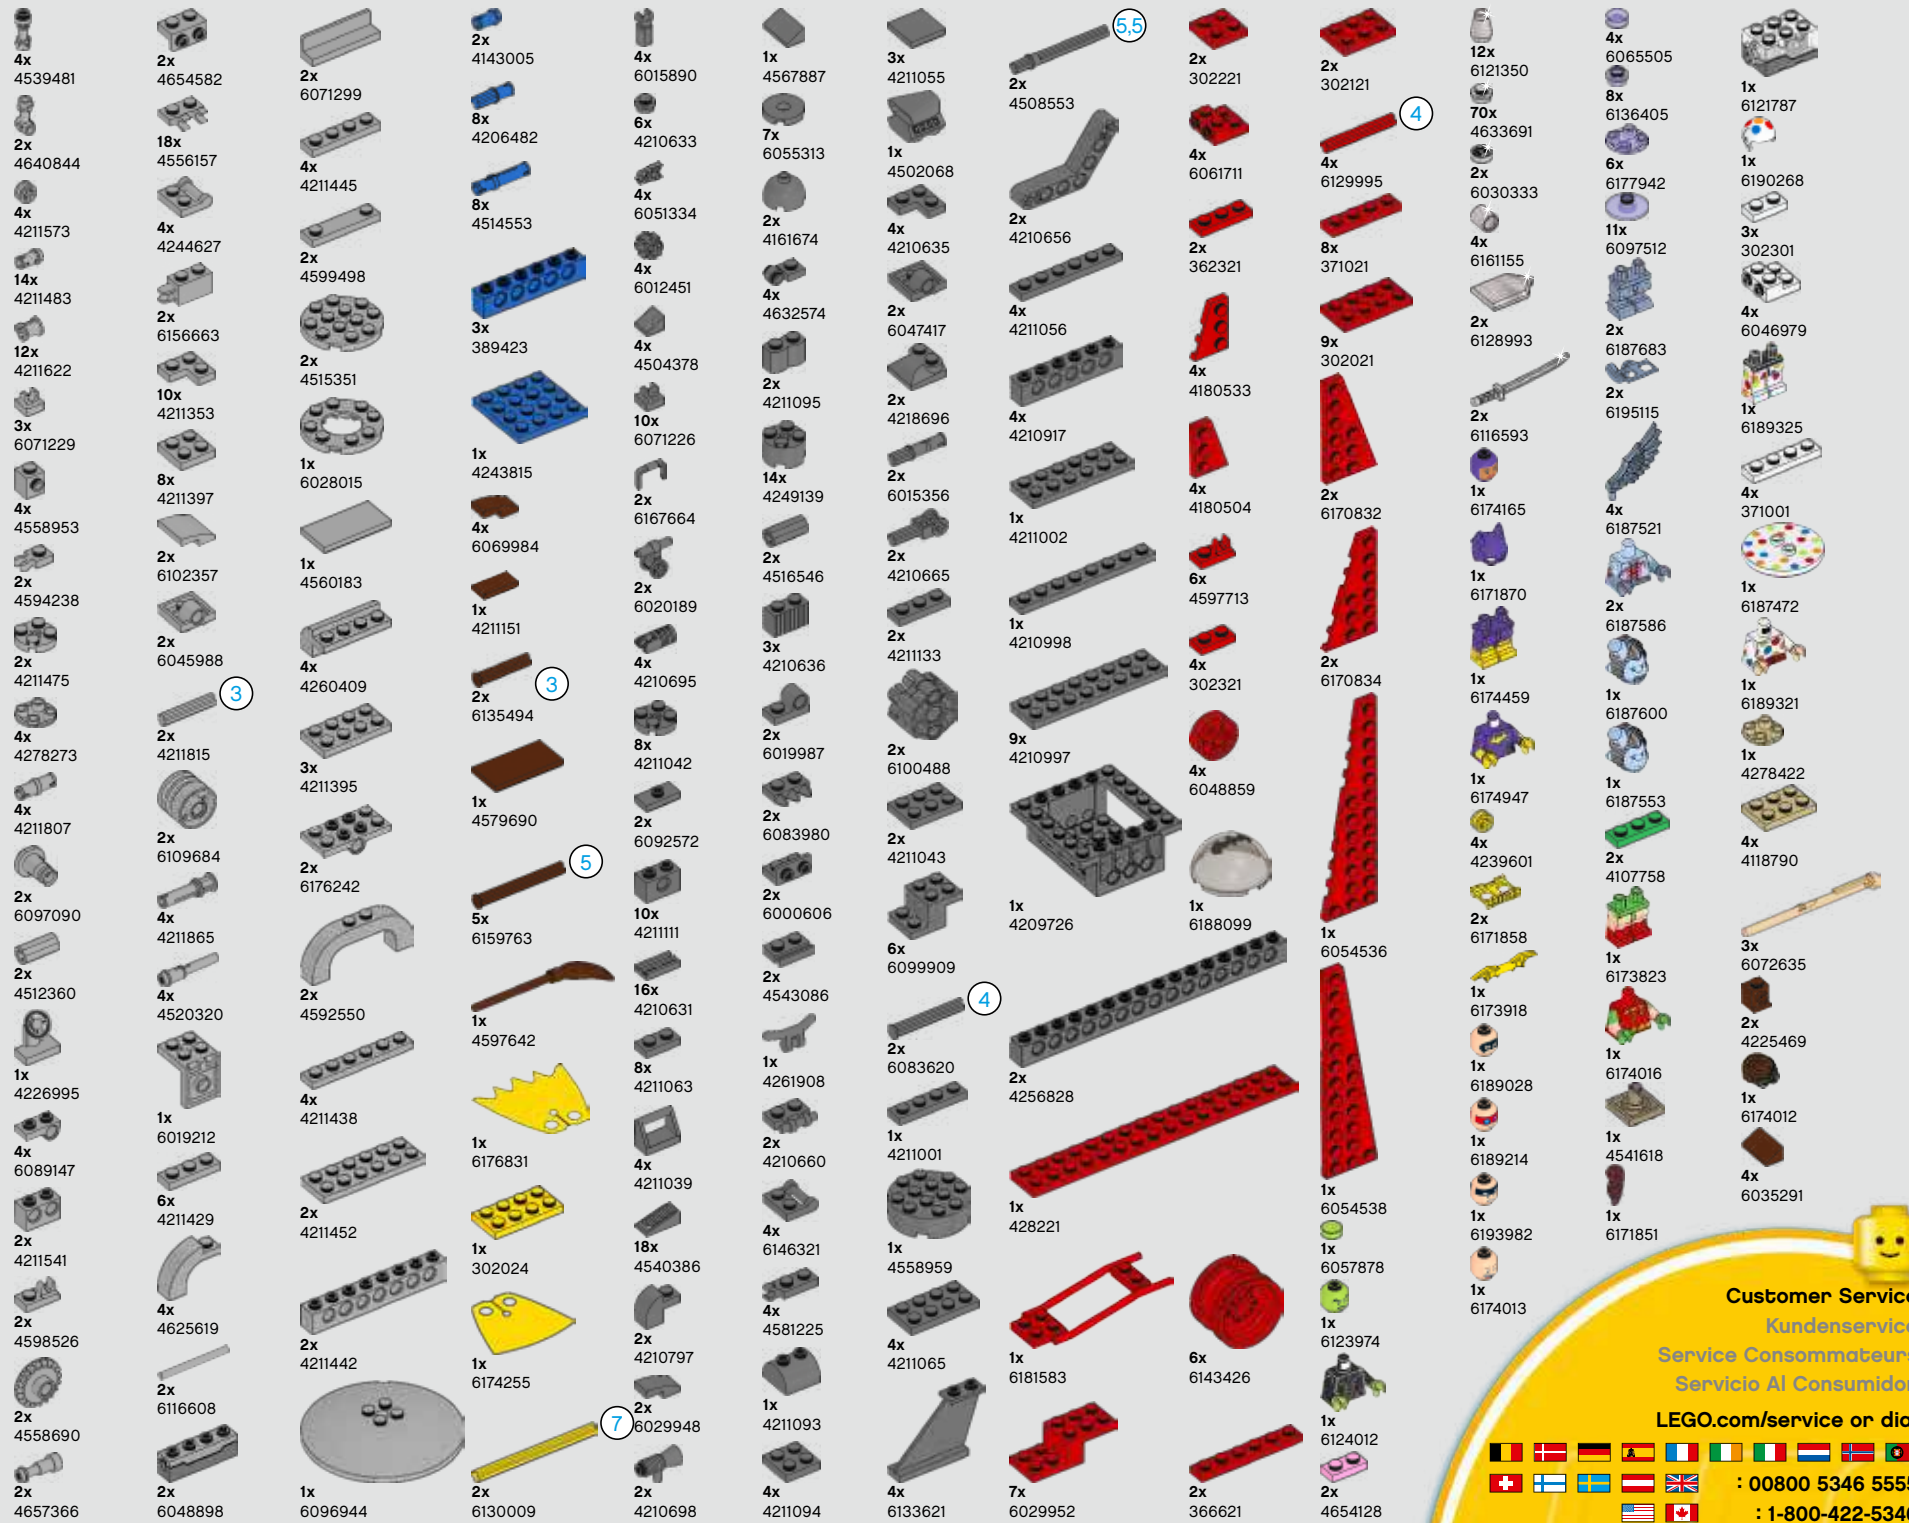 4x
4539481
2x
4640844
4x
4211573
14x
4211483
12x
4211622
3x
6071229
4x
4558953
2x
4594238
2x
4211475
4x
4278273
4x
4211807
2x
6097090
2x
4512360
1x
4226995
4x
6089147
2x
4211541
2x
4598526
2x
4558690
2x
4657366
2x
4654582
18x
4556157
4x
4244627
2x
6156663
10x
4211353
8x
4211397
2x
6102357
2x
6045988
3
2x
4211815
2x
6109684
4x
4211865
4x
4520320
1x
6019212
6x
4211429
4x
4625619
2x
6116608
2x
6048898
2x
6071299
4x
4211445
2x
4599498
2x
4515351
1x
6028015
1x
4560183
4x
4260409
3x
4211395
2x
6176242
2x
4592550
4x
4211438
2x
4211452
2x
4211442
1x
6096944
2x
4143005
8x
4206482
8x
4514553
3x
389423
1x
4243815
4x
6069984
1x
4211151
3
2x
6135494
1x
4579690
5
5x
6159763
1x
4597642
1x
6176831
1x
302024
1x
6174255
7
2x
6130009
4x
6015890
6x
4210633
4x
6051334
4x
6012451
4x
4504378
10x
6071226
2x
6167664
2x
6020189
4x
4210695
8x
4211042
2x
6092572
10x
4211111
16x
4210631
8x
4211063
4x
4211039
18x
4540386
2x
4210797
2x
6029948
2x
4210698
1x
4567887
7x
6055313
2x
4161674
4x
4632574
2x
4211095
14x
4249139
2x
4516546
3x
4210636
2x
6019987
2x
6083980
2x
6000606
2x
4543086
1x
4261908
2x
4210660
4x
6146321
4x
4581225
1x
4211093
4x
4211094
3x
4211055
1x
4502068
4x
4210635
2x
6047417
2x
4218696
2x
6015356
2x
4210665
2x
4211133
2x
6100488
2x
4211043
6x
6099909
4
2x
6083620
1x
4211001
1x
4558959
4x
4211065
4x
6133621
5,5
2x
4508553
2x
4210656
4x
4211056
4x
4210917
1x
4211002
1x
4210998
9x
4210997
1x
4209726
2x
4256828
1x
428221
1x
6181583
7x
6029952
2x
302221
4x
6061711
2x
362321
4x
4180533
4x
4180504
6x
4597713
4x
302321
4x
6048859
1x
6188099
6x
6143426
2x
366621
2x
302121
4
4x
6129995
8x
371021
9x
302021
2x
6170832
2x
6170834
1x
6054536
1x
6054538
1x
6057878
1x
6123974
1x
6124012
2x
4654128
12x
6121350
70x
4633691
2x
6030333
4x
6161155
2x
6128993
2x
6116593
1x
6174165
1x
6171870
1x
6174459
1x
6174947
4x
4239601
2x
6171858
1x
6173918
1x
6189028
1x
6189214
1x
6193982
1x
6174013
4x
6065505
8x
6136405
6x
6177942
11x
6097512
2x
6187683
2x
6195115
4x
6187521
2x
6187586
1x
6187600
1x
6187553
2x
4107758
1x
6173823
1x
6174016
1x
4541618
1x
6171851
1x
6121787
1x
6190268
3x
302301
4x
6046979
1x
6189325
4x
371001
1x
6187472
1x
6189321
1x
4278422
4x
4118790
3x
6072635
2x
4225469
1x
6174012
4x
6035291
Customer Service
Kundenservice
Service Consommateurs
Servicio Al Consumidor
LEGO.com/service or dial
: 00800 5346 5555
: 1-800-422-5346